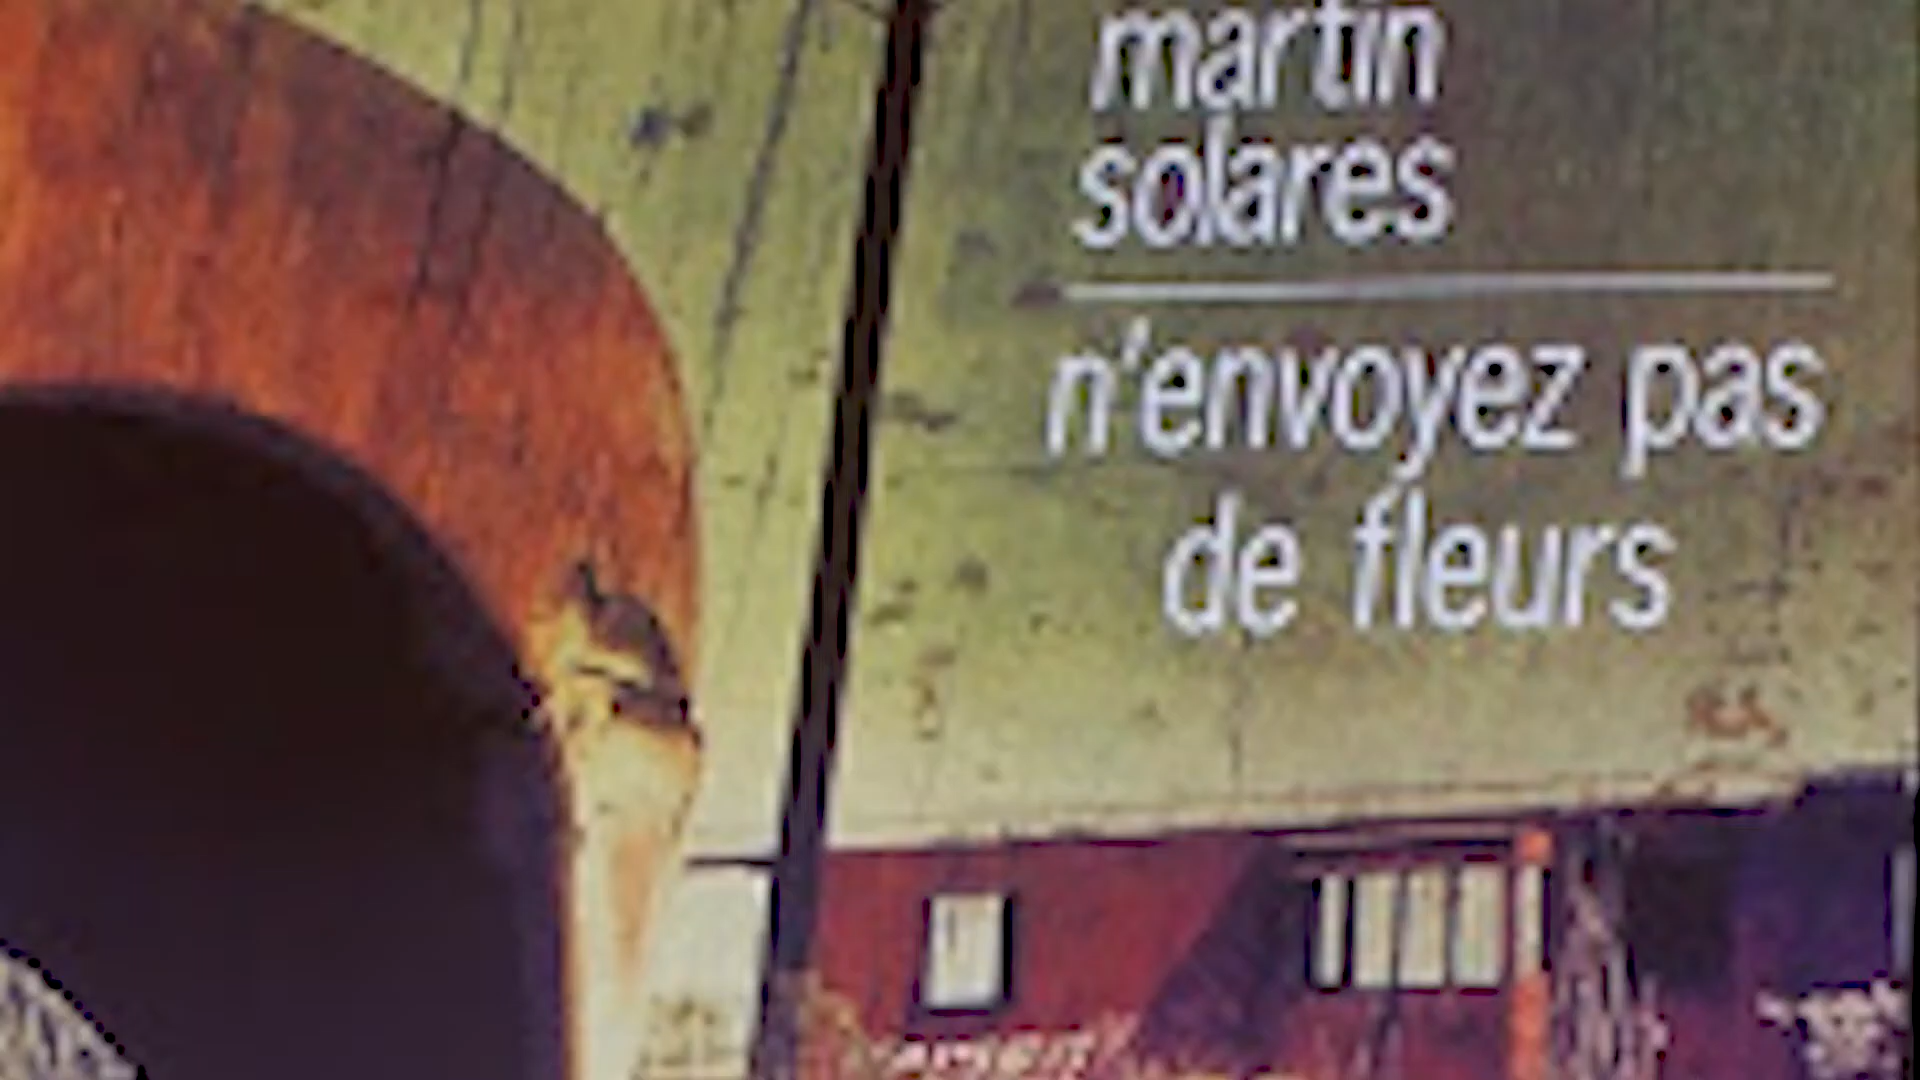 martin
solares
n'envoyez pas
de fleurs